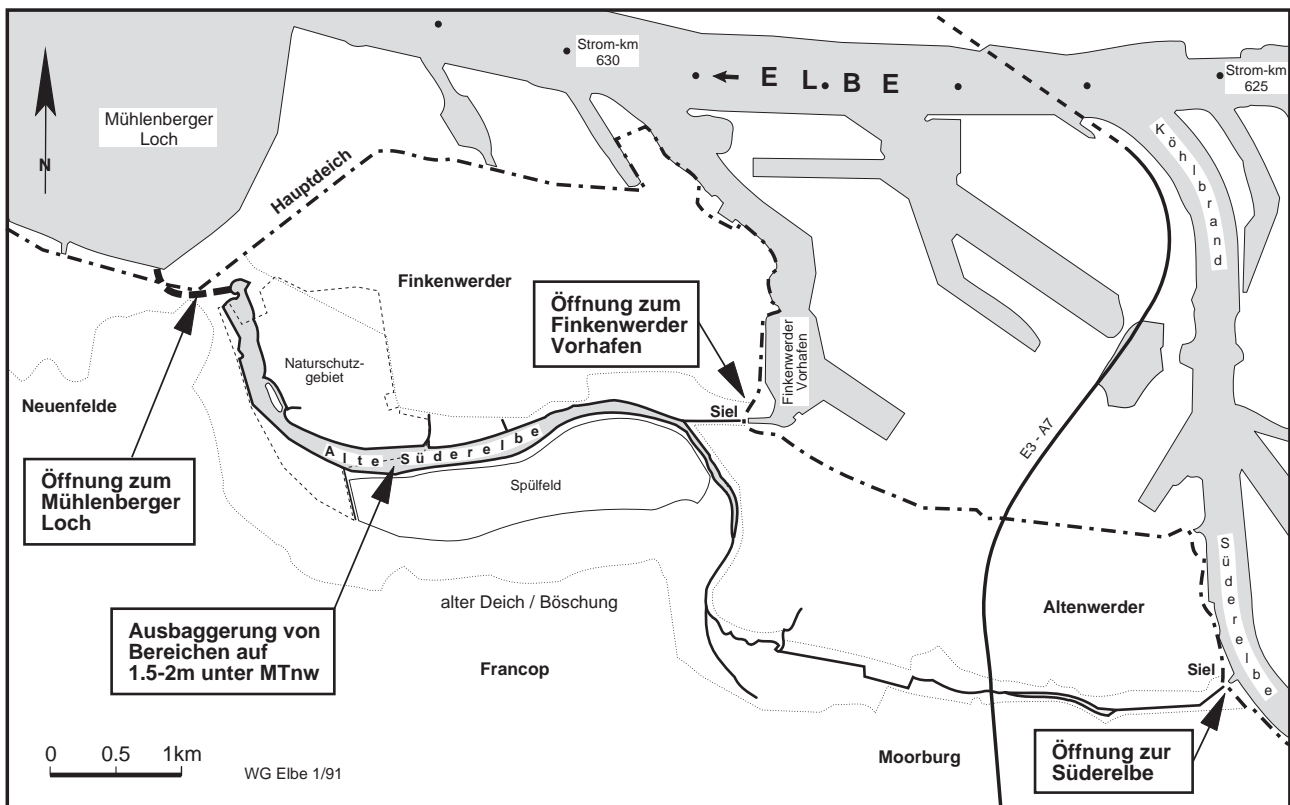 Strom-km
630
E L B E
Strom-km
625
Mühlenberger
Loch
N
Hauptdeich
Köhlbrand
Finkenwerder
Öffnung zum
Finkenwerder
Vorhafen
Finkenwerder
Vorhafen
Naturschutz-
gebiet
Neuenfelde
Siel
E3 - A7
Alte Süderelbe
Öffnung zum
Mühlenberger
Loch
Spülfeld
Süderelbe
alter Deich / Böschung
Altenwerder
Ausbaggerung von
Bereichen auf
1.5-2m unter MTnw
Francop
Siel
0 0.5 1km
WG Elbe 1/91
Moorburg
Öffnung zur
Süderelbe